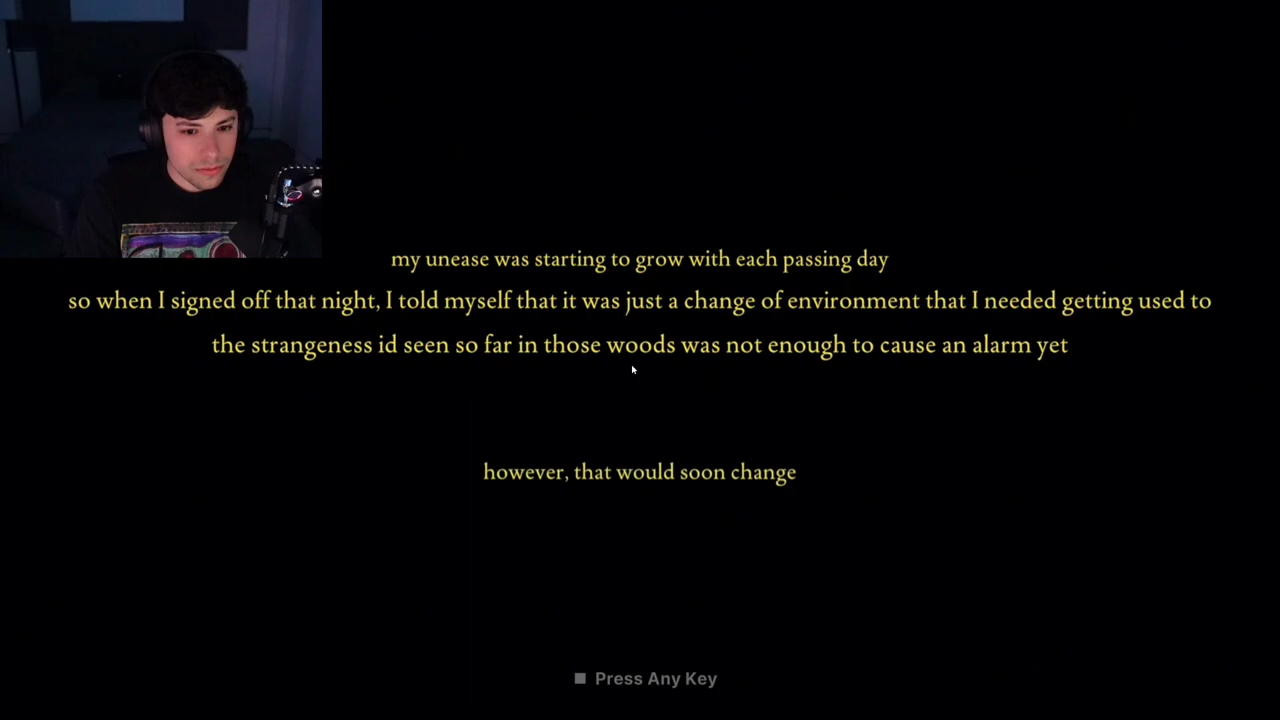 my unease was starting to grow with each passing day
so when I signed off that night, I told myself that it was just a change of environment that I needed getting used to
the strangeness id seen so far in those woods was not enough to cause an alarm yet
however, that would soon change
Press Any Key